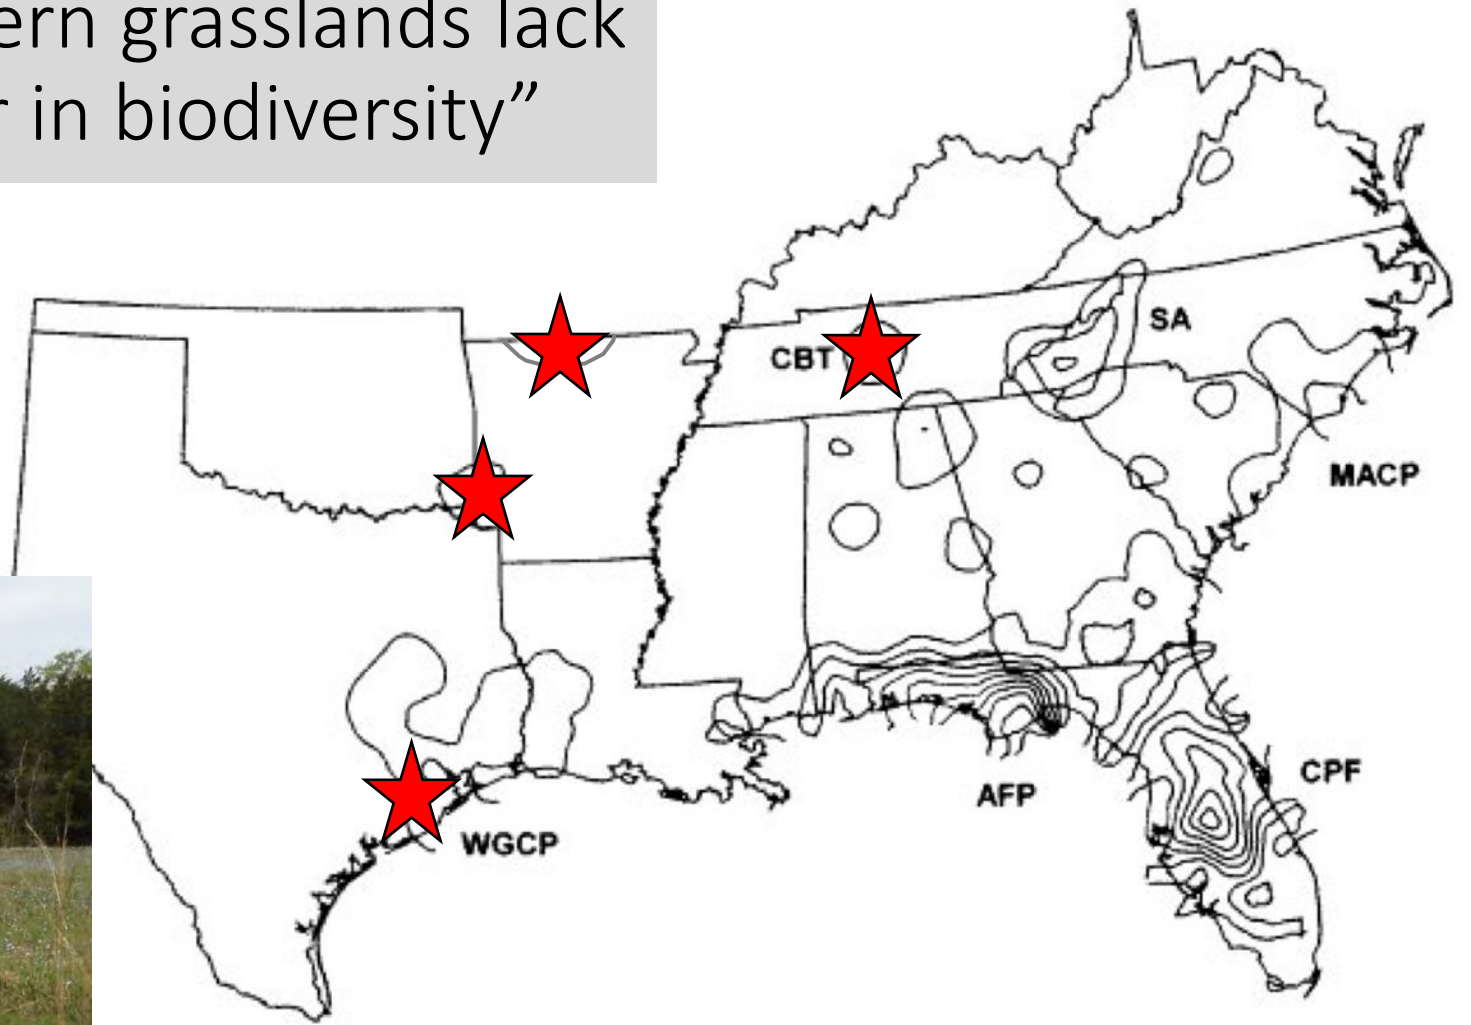 ern grasslands lack
in biodiversity”
SA
CBT
MACP
CPF
AFP
WGCP